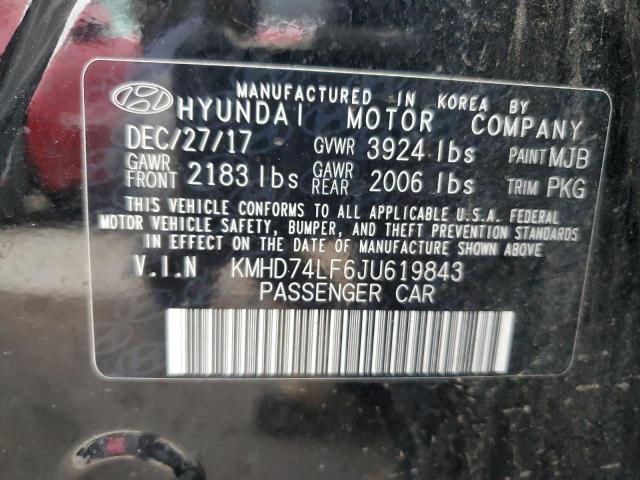 MANUFACTURED IN KOREA BY
HYUNDAI MOTOR COMPANY
DEC/27/17 GVWR 3924 lbs PAINT MJB
GAWR FRONT 2183 lbs GAWR REAR 2006 lbs TRIM PKG
THIS VEHICLE CONFORMS TO ALL APPLICABLE U.S.A. FEDERAL
MOTOR VEHICLE SAFETY, BUMPER, AND THEFT PREVENTION STANDARDS
IN EFFECT ON THE DATE OF MANUFACTURE SHOWN ABOVE.
V.I.N KMHD74LF6JU619843
PASSENGER CAR